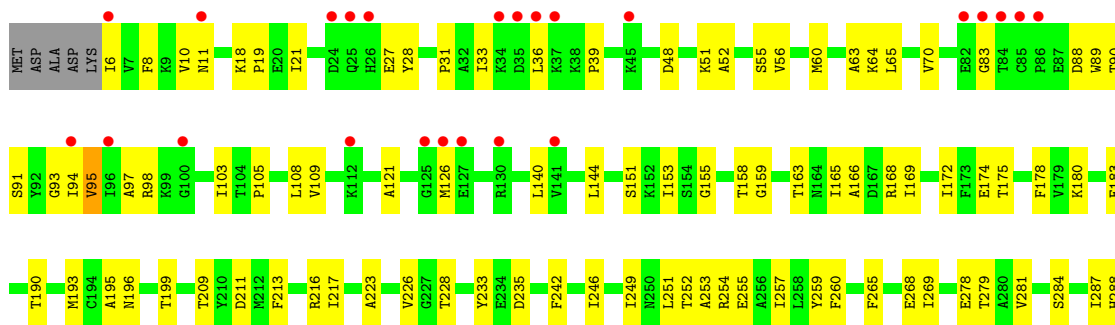 MET ASP ALA ASP LYS I6 V7 F8 K9 V10 N11 K18 P19 E20 I21 D24 Q25 H26 E27 Y28 P31 A32 I33 K34 D35 L36 K37 K38 P39 K45 D48 K51 A52 S55 V56 M60 A63 K64 L65 V70 E82 G83 T84 C85 P86 E87 D88 W89 T90
S91 Y92 G93 I94 V95 I96 A97 R98 K99 G100 I103 T104 P105 L108 V109 K112 A121 G125 M126 E127 R130 L140 V141 L144 S151 K152 I153 S154 G155 T158 G159 T163 N164 I165 A166 D167 R168 I169 I172 F173 E174 T175 F178 V179 K180
T190 M193 C194 A195 N196 T199 T209 Y210 D211 M212 F213 R216 I217 A223 V226 G227 T228 Y233 E234 D235 F242 I246 I249 N250 L251 T252 A253 R254 E255 A256 I257 L258 Y259 F260 F265 E268 I269 E278 T279 A280 V281 S284 I287